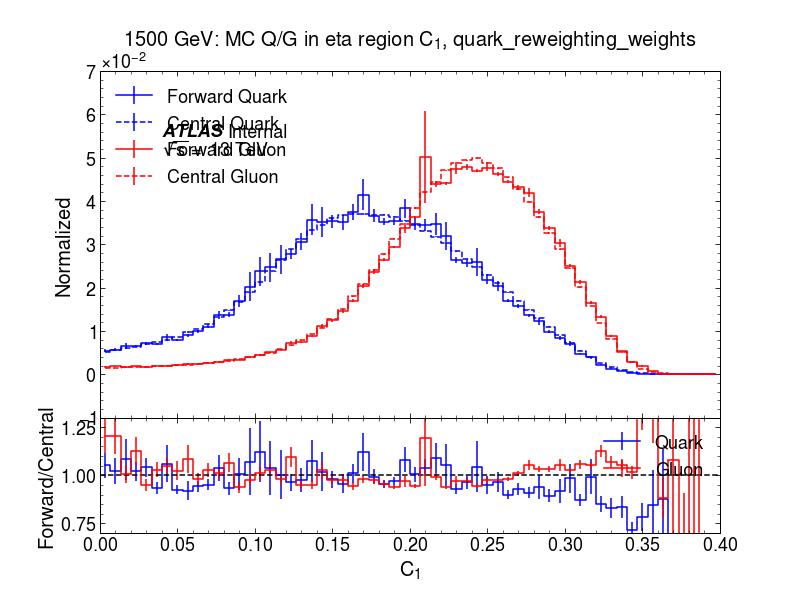 1500 GeV: MC Q/G in eta region C₁, quark_reweighting_weights
×10⁻²
Normalized
7
6
5
4
3
2
1
0
−1
Forward Quark
Central Quark
ATLAS Internal
√s = 13 TeV
Forward Gluon
Central Gluon
Forward/Central
1.25
1.00
0.75
Quark
Gluon
0.00 0.05 0.10 0.15 0.20 0.25 0.30 0.35 0.40
C₁